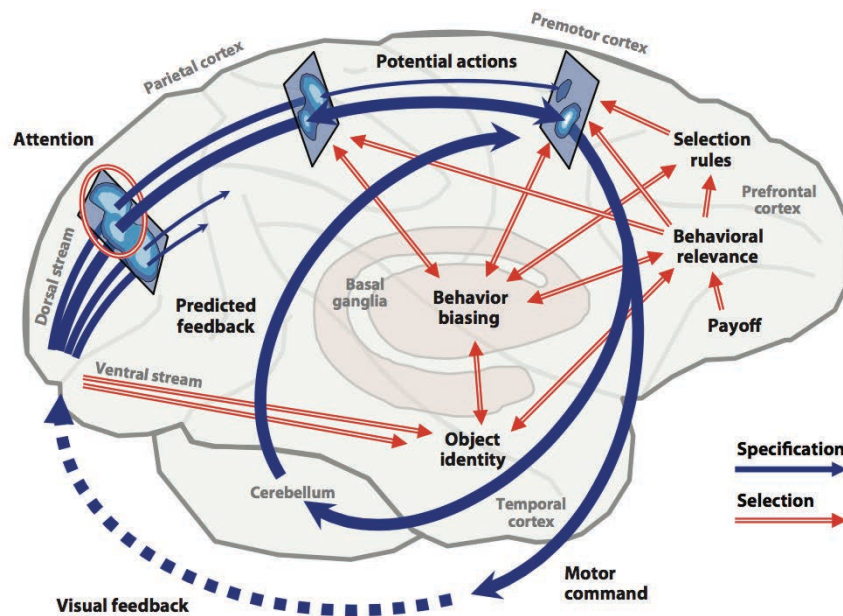 Premotor cortex
Parietal cortex
Potential actions
Attention
Selection
rules
Prefrontal
cortex
Dorsal stream
Behavioral
relevance
Basal
ganglia
Predicted
feedback
Behavior
biasing
Payoff
Ventral stream
Object
identity
Specification
Cerebellum
Temporal
cortex
Selection
Motor
command
Visual feedback